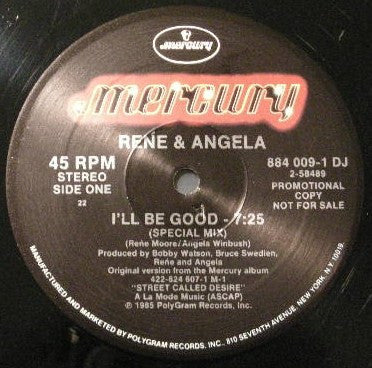 mercury
mercury
RENE & ANGELA
45 RPM
STEREO
SIDE ONE
22
884 009-1 DJ
2-58489
PROMOTIONAL
COPY
NOT FOR SALE
I'LL BE GOOD - 7:25
(SPECIAL MIX)
(René Moore/Angela Winbush)
Produced by Bobby Watson, Bruce Swedien,
René and Angela
Original version from the Mercury album
422-824 607-1 M-1
"STREET CALLED DESIRE"
A La Mode Music (ASCAP)
℗ 1985 PolyGram Records, Inc.
MANUFACTURED AND MARKETED BY POLYGRAM RECORDS, INC. 810 SEVENTH AVENUE, NEW YORK, N.Y. 10019